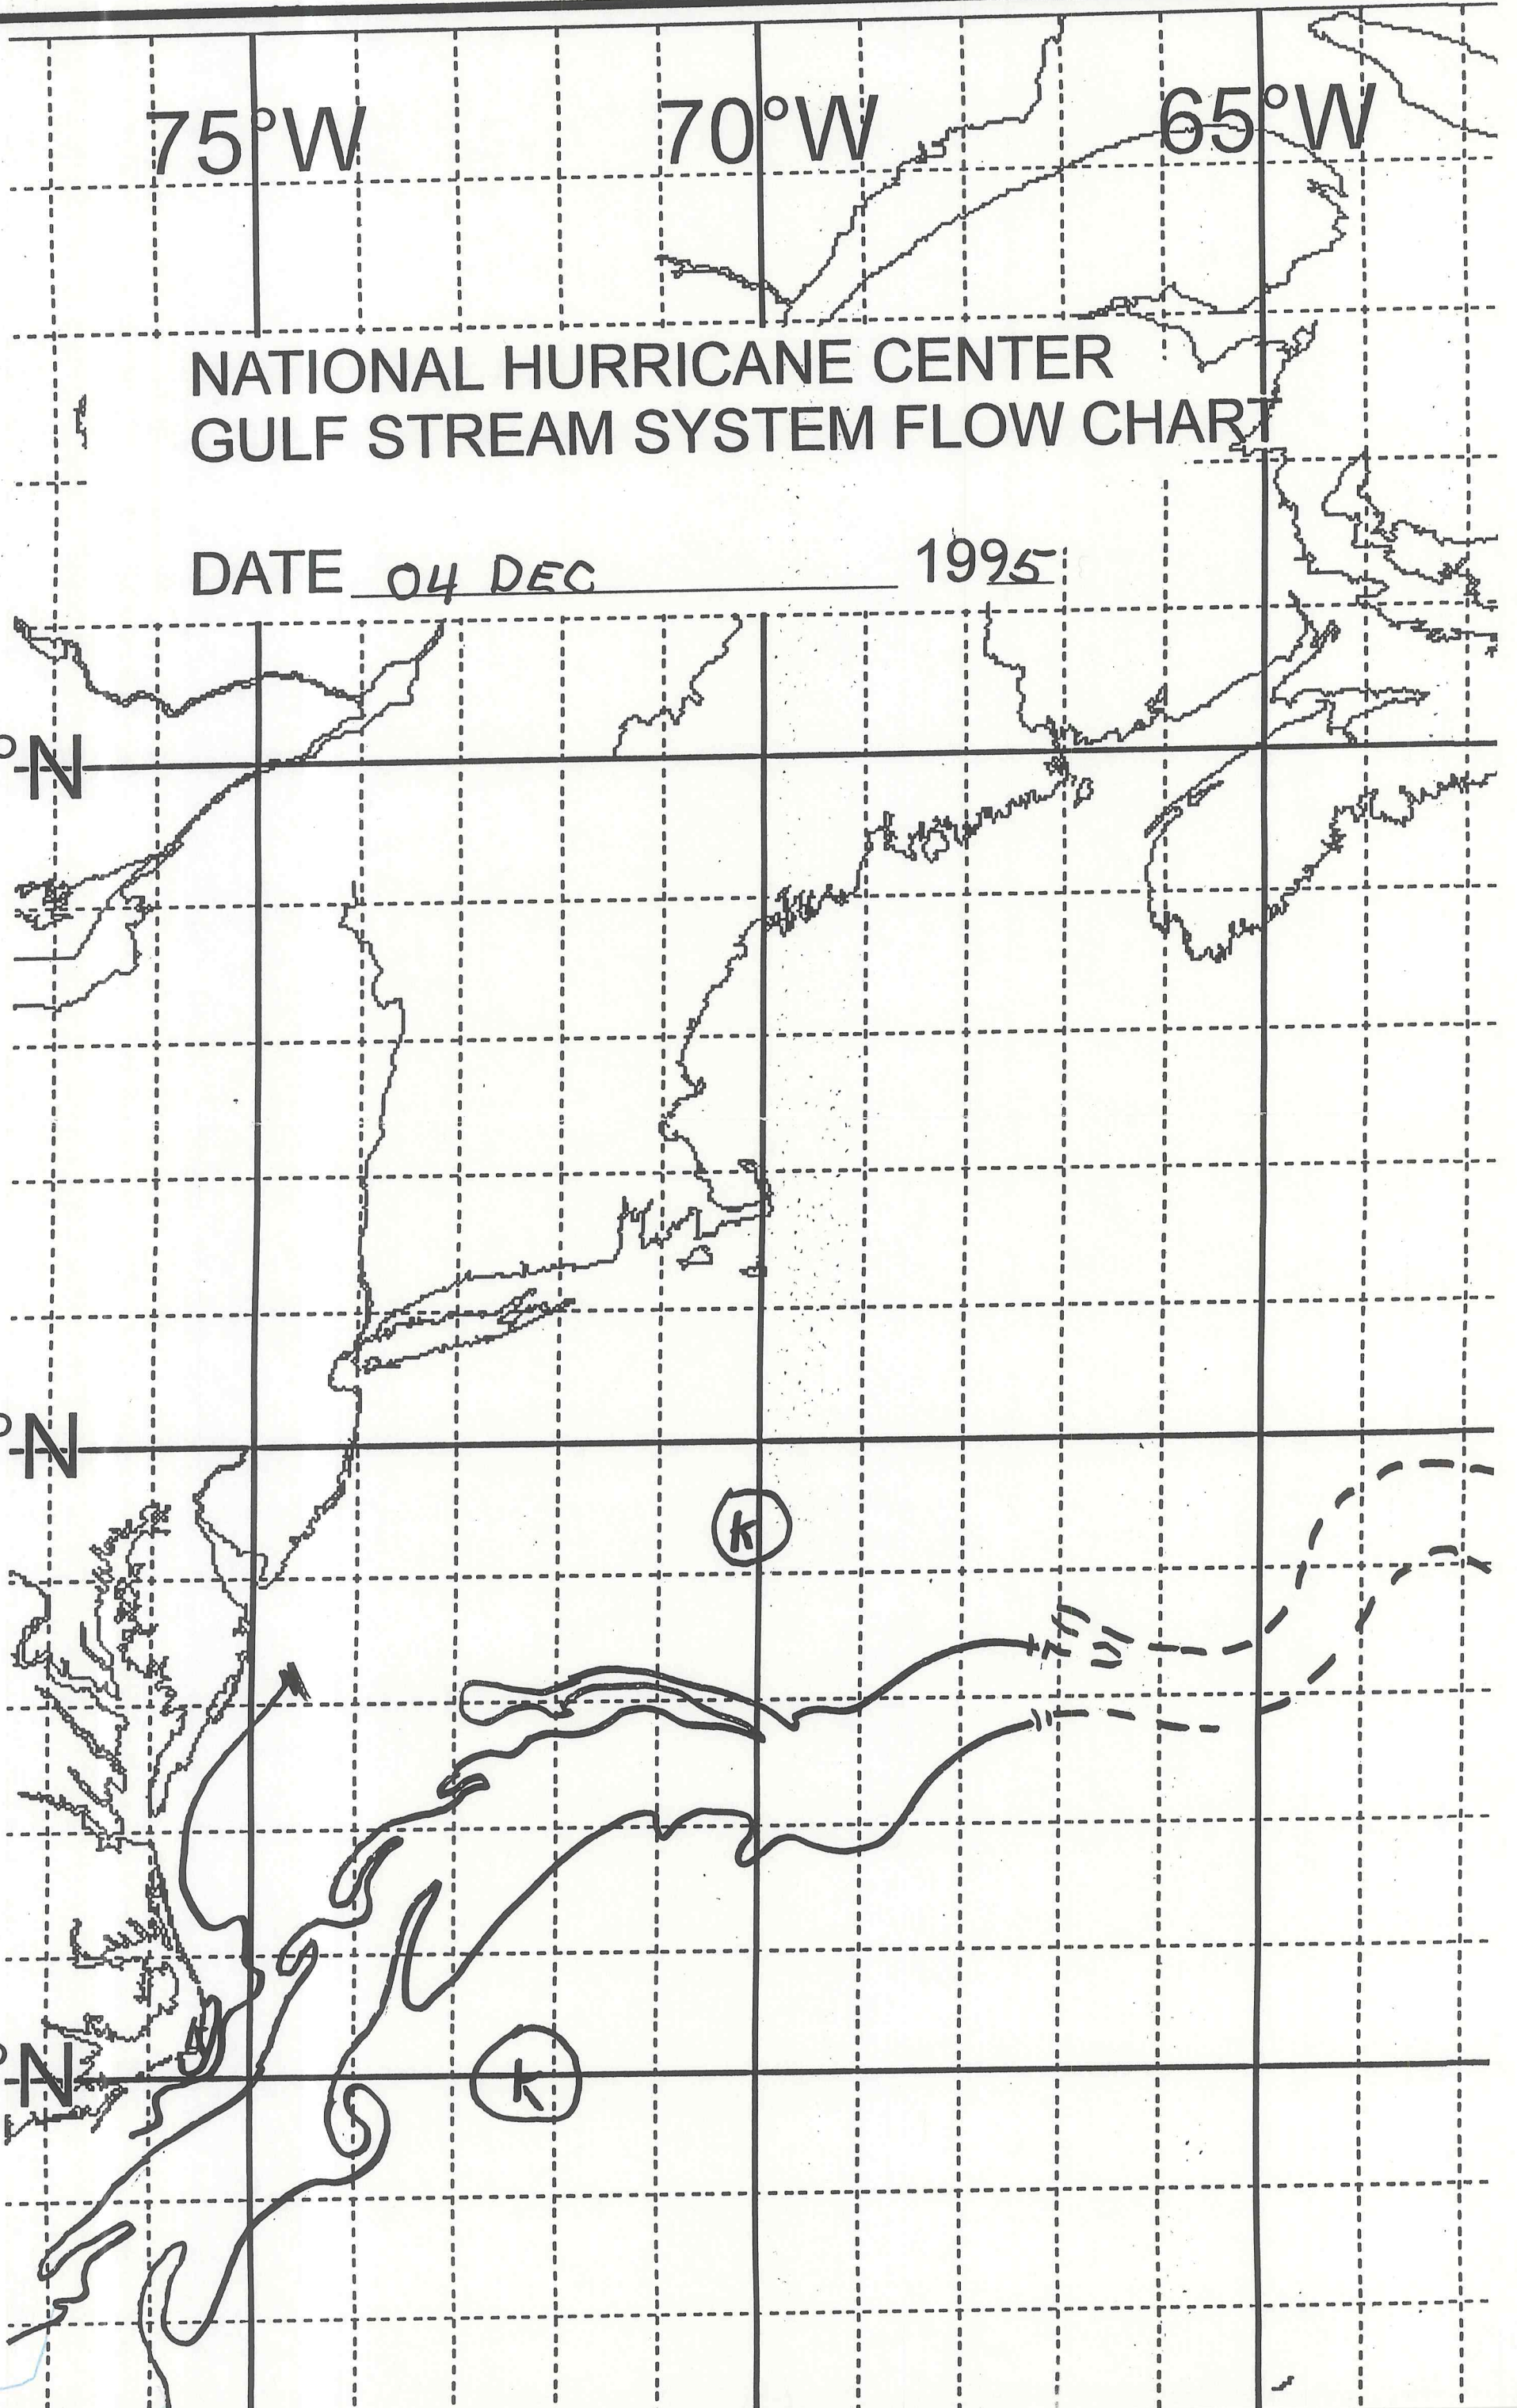 75°W 70°W 65°W
NATIONAL HURRICANE CENTER
GULF STREAM SYSTEM FLOW CHART
DATE 04 DEC 1995
°N
°N
K
°N
K